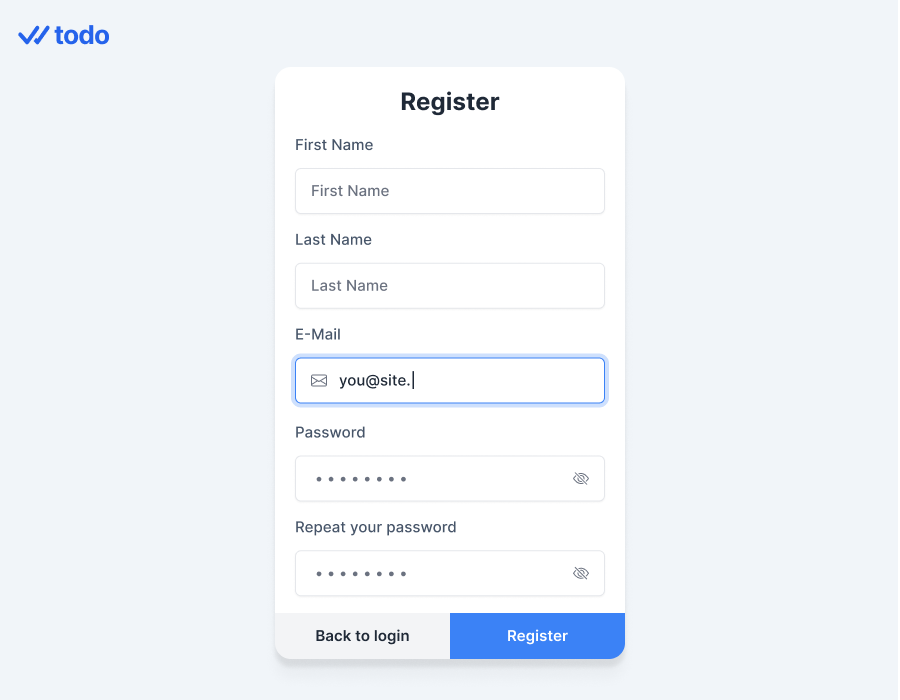 todo
Register
First Name
First Name
Last Name
Last Name
E-Mail
you@site.
Password
••••••••
Repeat your password
••••••••
Back to login
Register